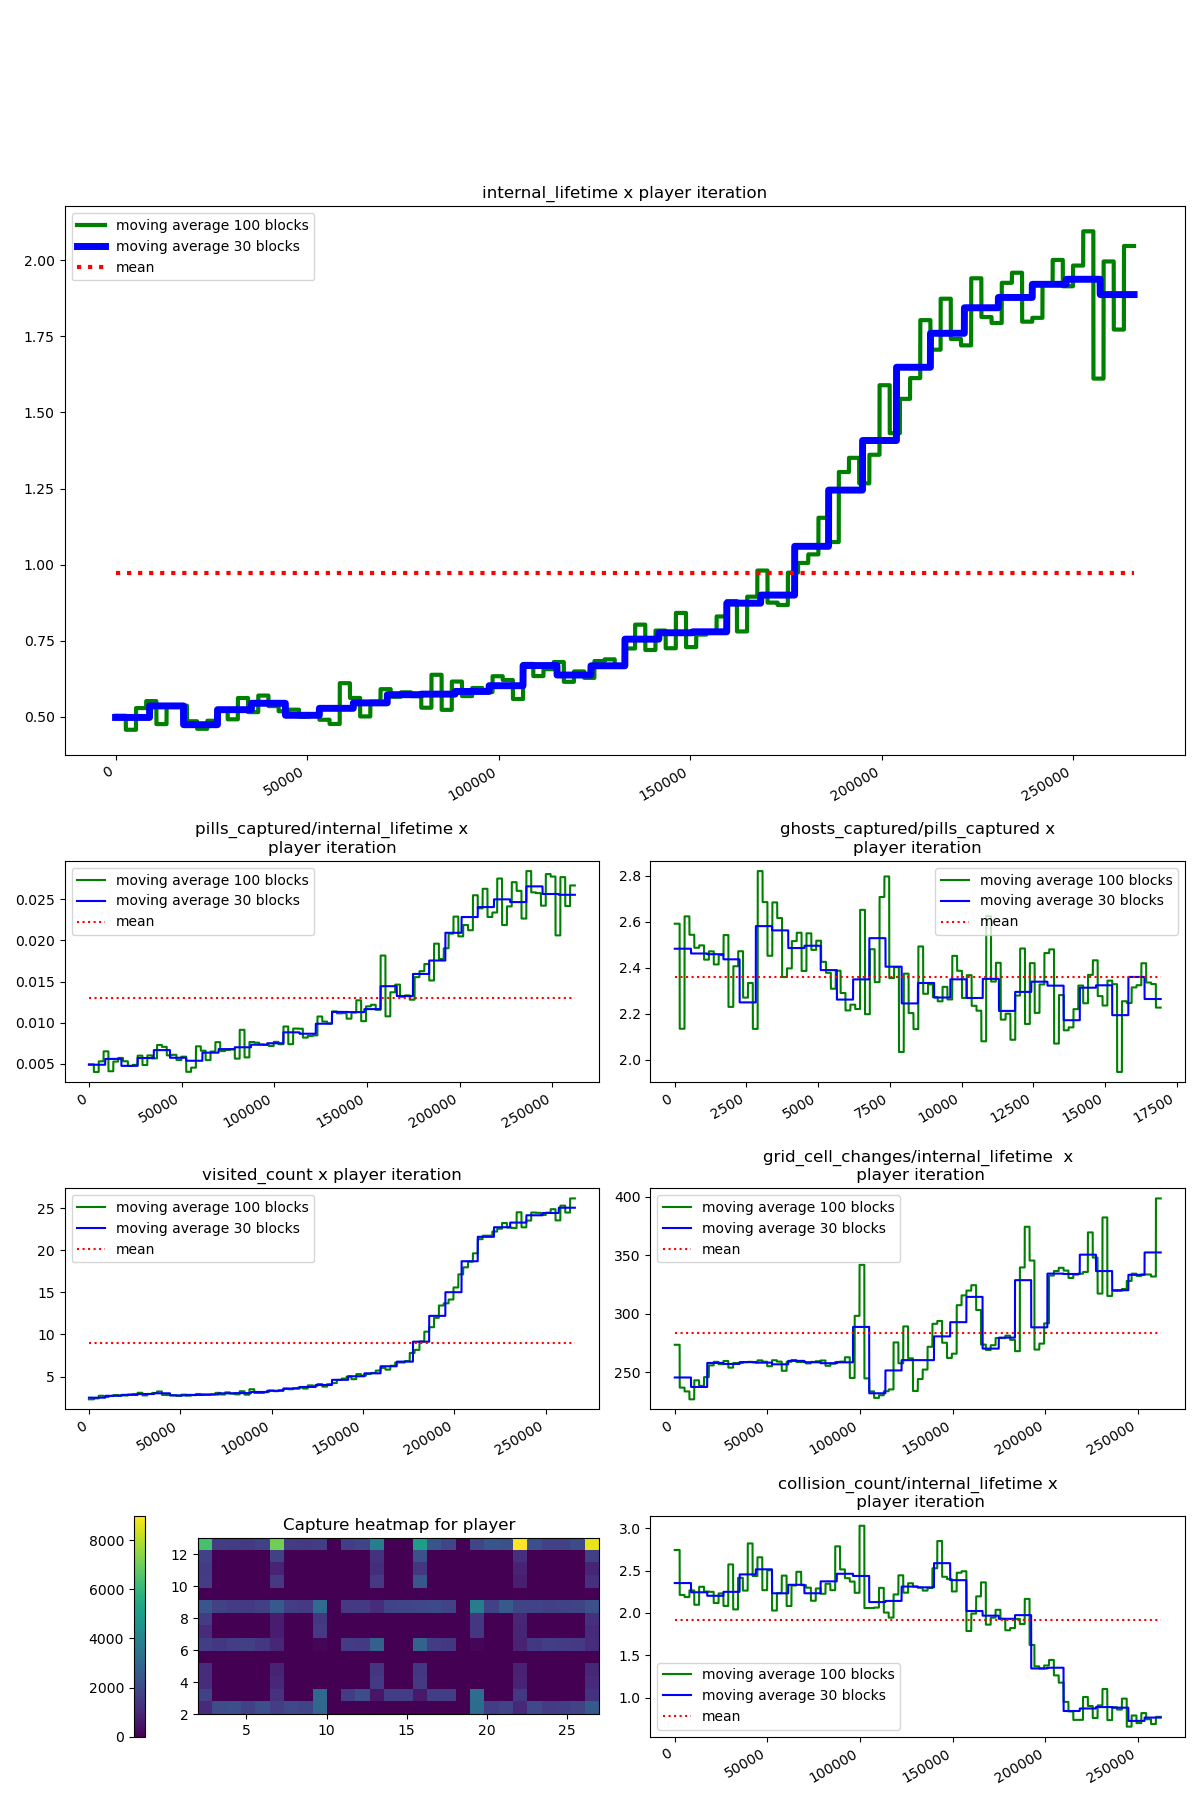 internal_lifetime x player iteration
moving average 100 blocks
moving average 30 blocks
mean
2.00
1.75
1.50
1.25
1.00
0.75
0.50
0
50000
100000
150000
200000
250000
pills_captured/internal_lifetime x
player iteration
moving average 100 blocks
moving average 30 blocks
mean
0.025
0.020
0.015
0.010
0.005
0
50000
100000
150000
200000
250000
ghosts_captured/pills_captured x
player iteration
moving average 100 blocks
moving average 30 blocks
mean
2.8
2.6
2.4
2.2
2.0
0
2500
5000
7500
10000
12500
15000
17500
visited_count x player iteration
moving average 100 blocks
moving average 30 blocks
mean
25
20
15
10
5
0
50000
100000
150000
200000
250000
grid_cell_changes/internal_lifetime  x
player iteration
moving average 100 blocks
moving average 30 blocks
mean
400
350
300
250
0
50000
100000
150000
200000
250000
8000
6000
4000
2000
0
Capture heatmap for player
12
10
8
6
4
2
5
10
15
20
25
collision_count/internal_lifetime x
player iteration
3.0
2.5
2.0
1.5
1.0
moving average 100 blocks
moving average 30 blocks
mean
0
50000
100000
150000
200000
250000